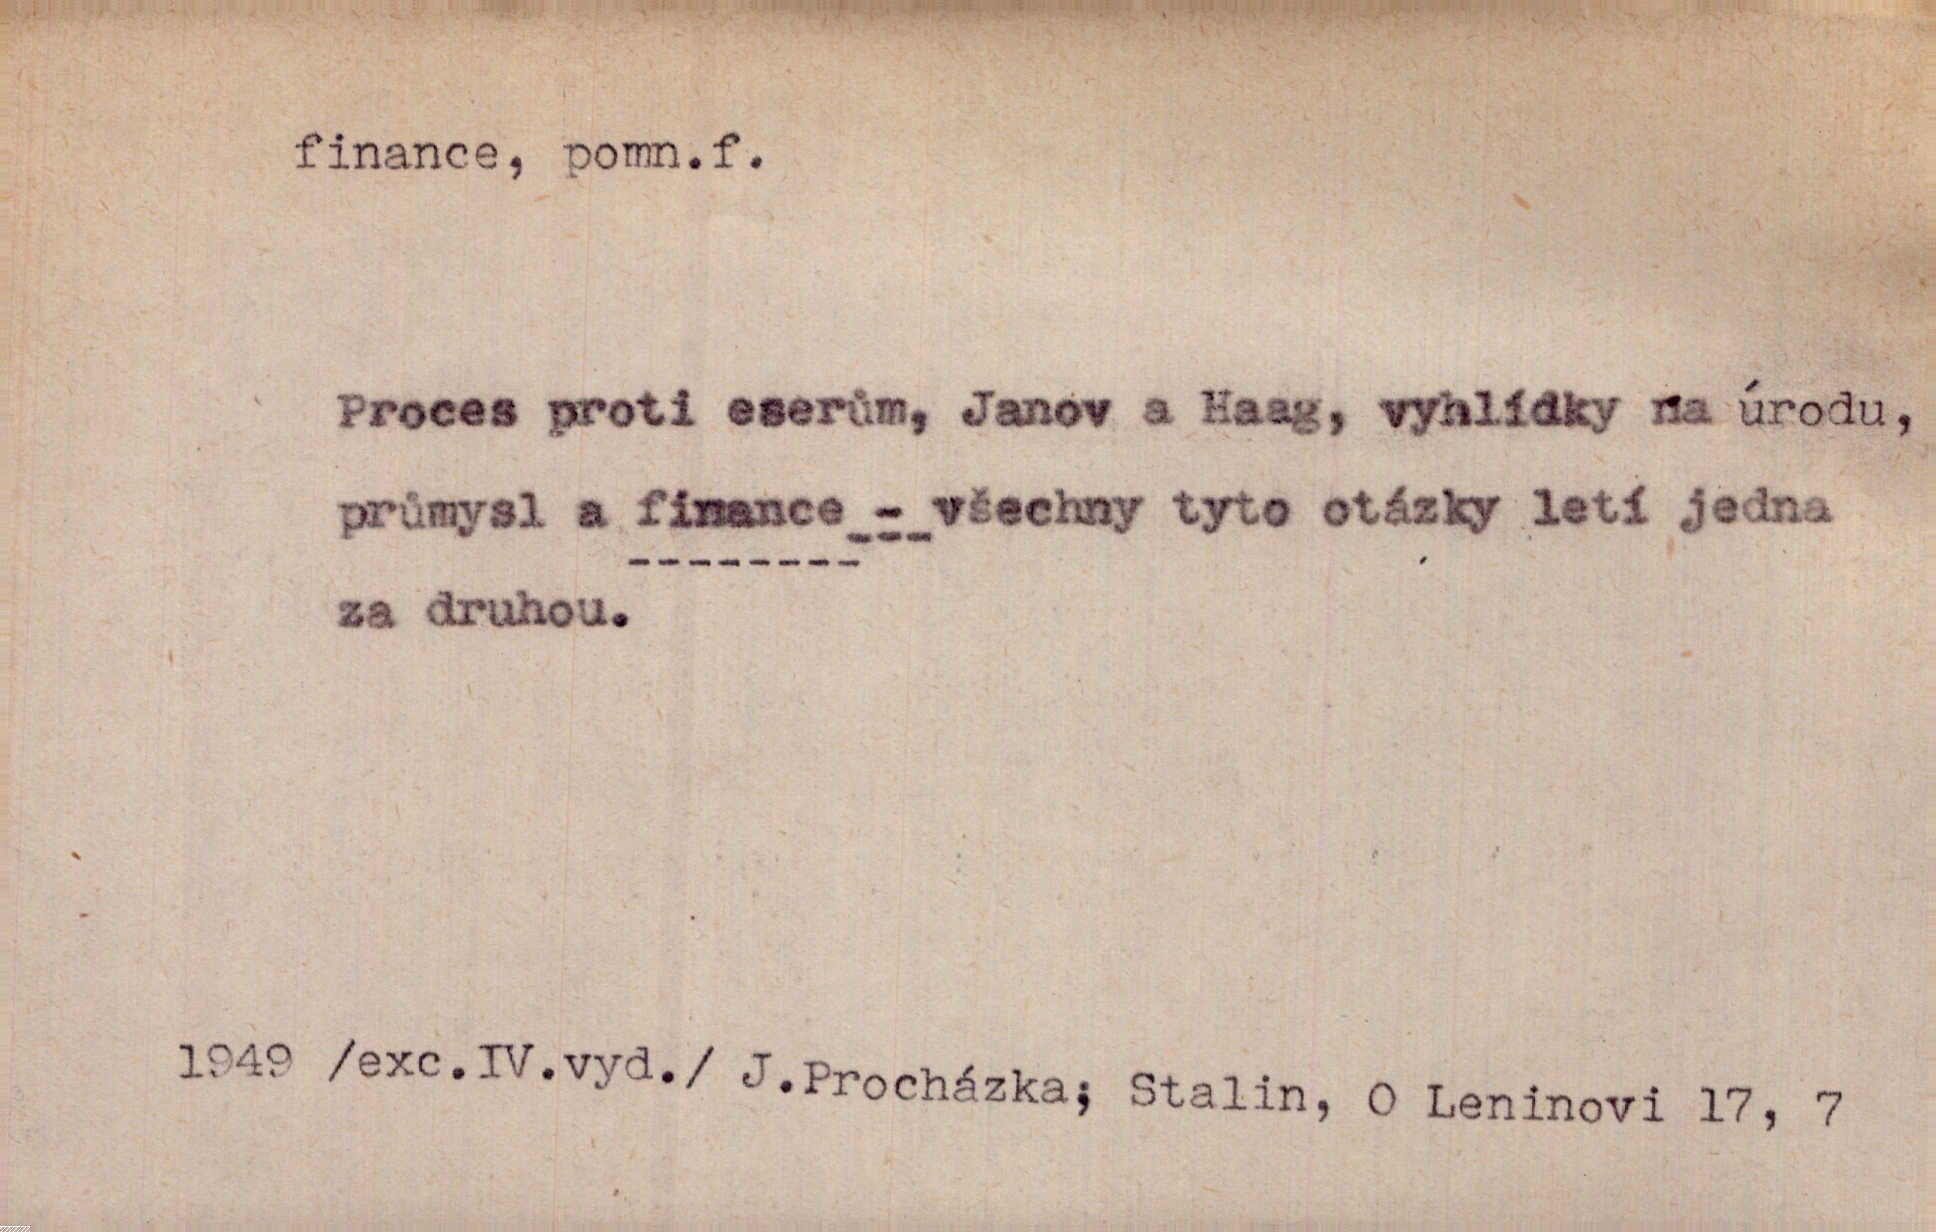 finance, pomn.f.
Proces proti eserům, Janov a Haag, vyhlídky na úrodu,
průmysl a finance - všechny tyto otázky letí jedna
za druhou.
1949 /exc.IV.vyd./ J.Procházka; Stalin, O Leninovi 17, 7